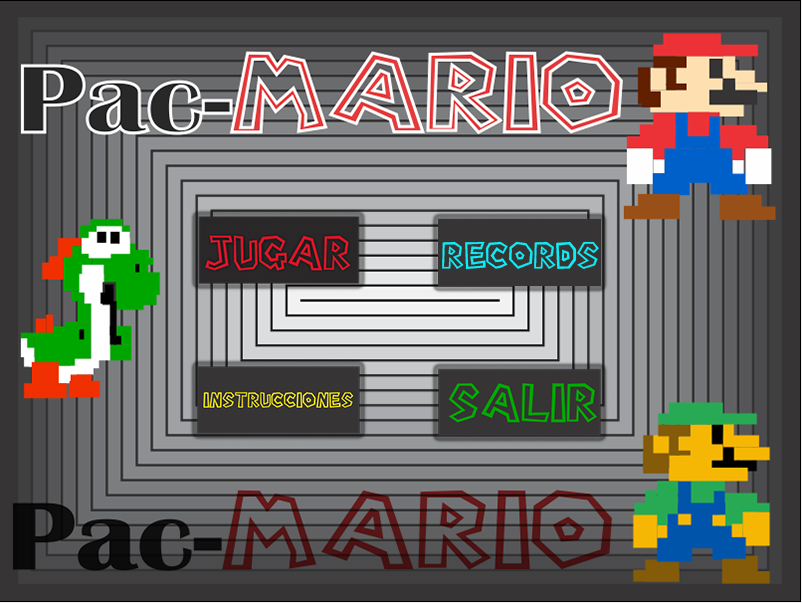 Pac-MARIO
JUGAR
RECORDS
INSTRUCCIONES
SALIR
Pac-MARIO